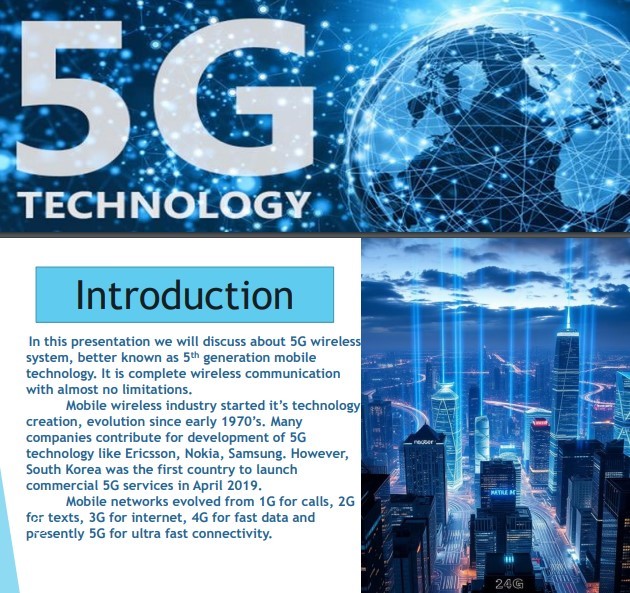 5G
TECHNOLOGY
Introduction
In this presentation we will discuss about 5G wireless
system, better known as 5th generation mobile
technology. It is complete wireless communication
with almost no limitations.
Mobile wireless industry started it's technology
creation, evolution since early 1970's. Many
companies contribute for development of 5G
technology like Ericsson, Nokia, Samsung. However,
South Korea was the first country to launch
commercial 5G services in April 2019.
Mobile networks evolved from 1G for calls, 2G
for texts, 3G for internet, 4G for fast data and
presently 5G for ultra fast connectivity.
24G